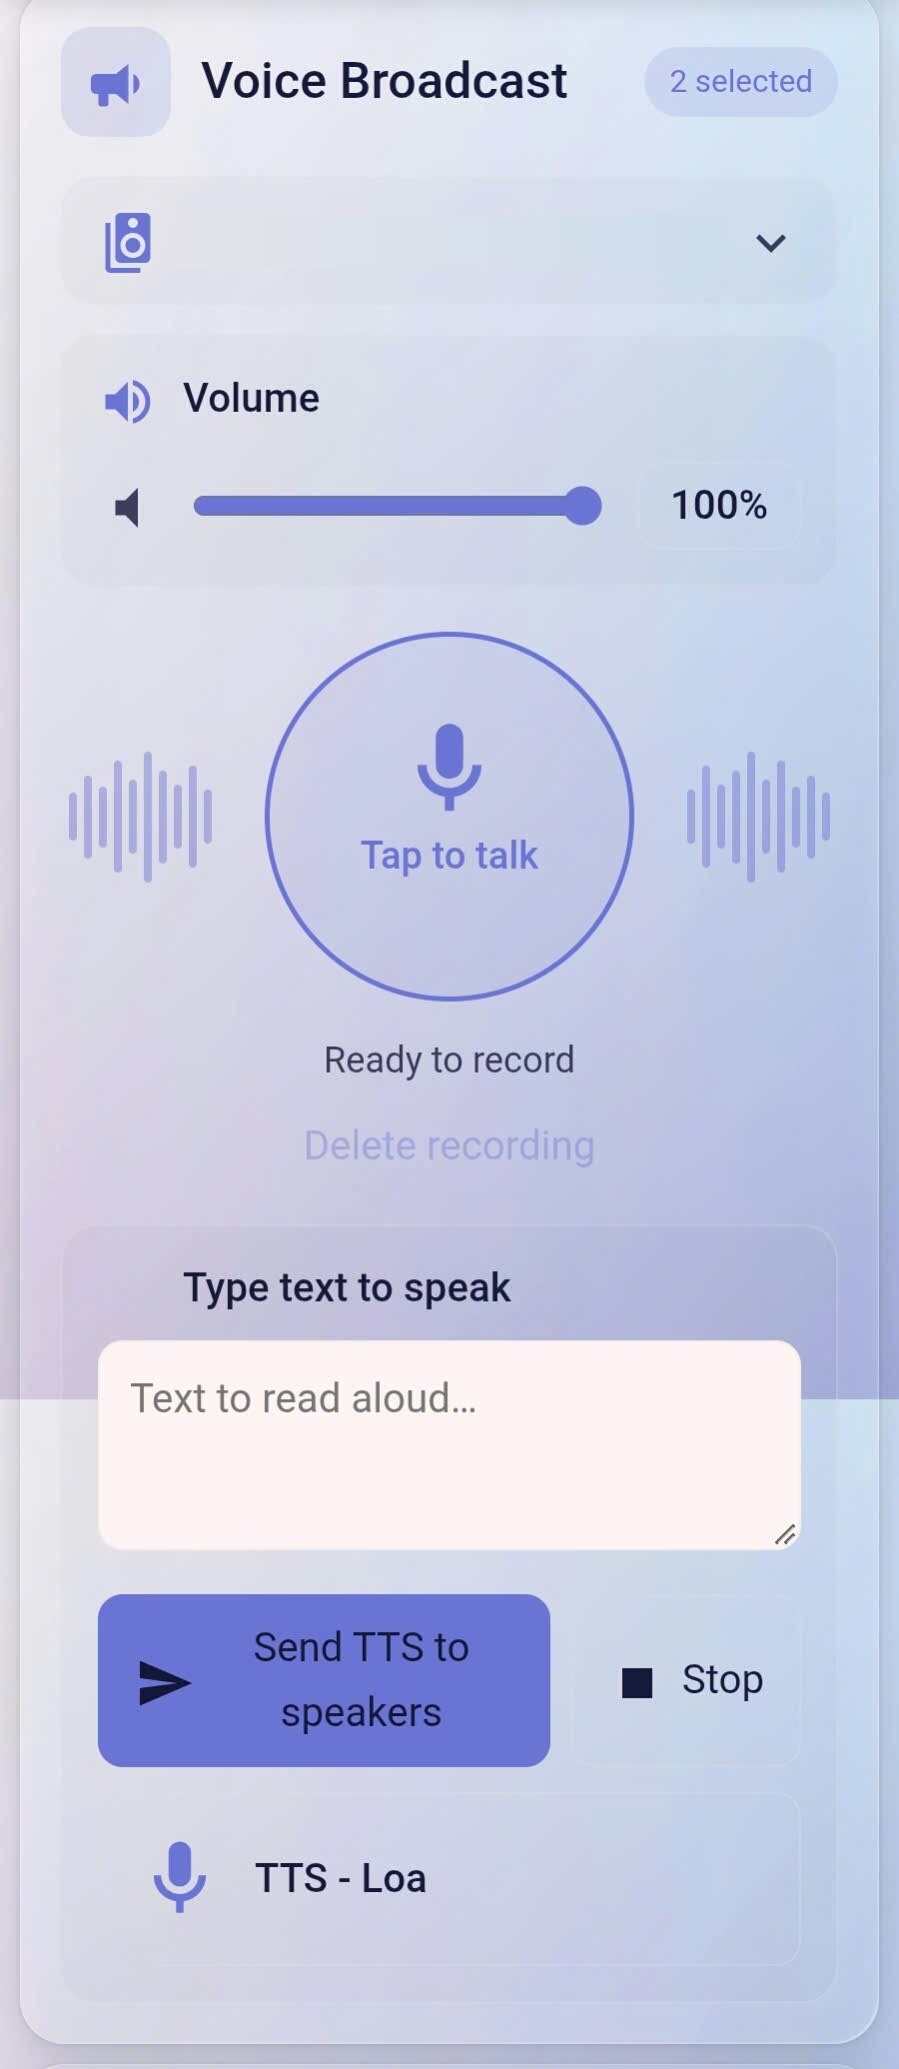 Voice Broadcast
2 selected
Volume
100%
Tap to talk
Ready to record
Delete recording
Type text to speak
Text to read aloud…
Send TTS to
speakers
Stop
TTS - Loa